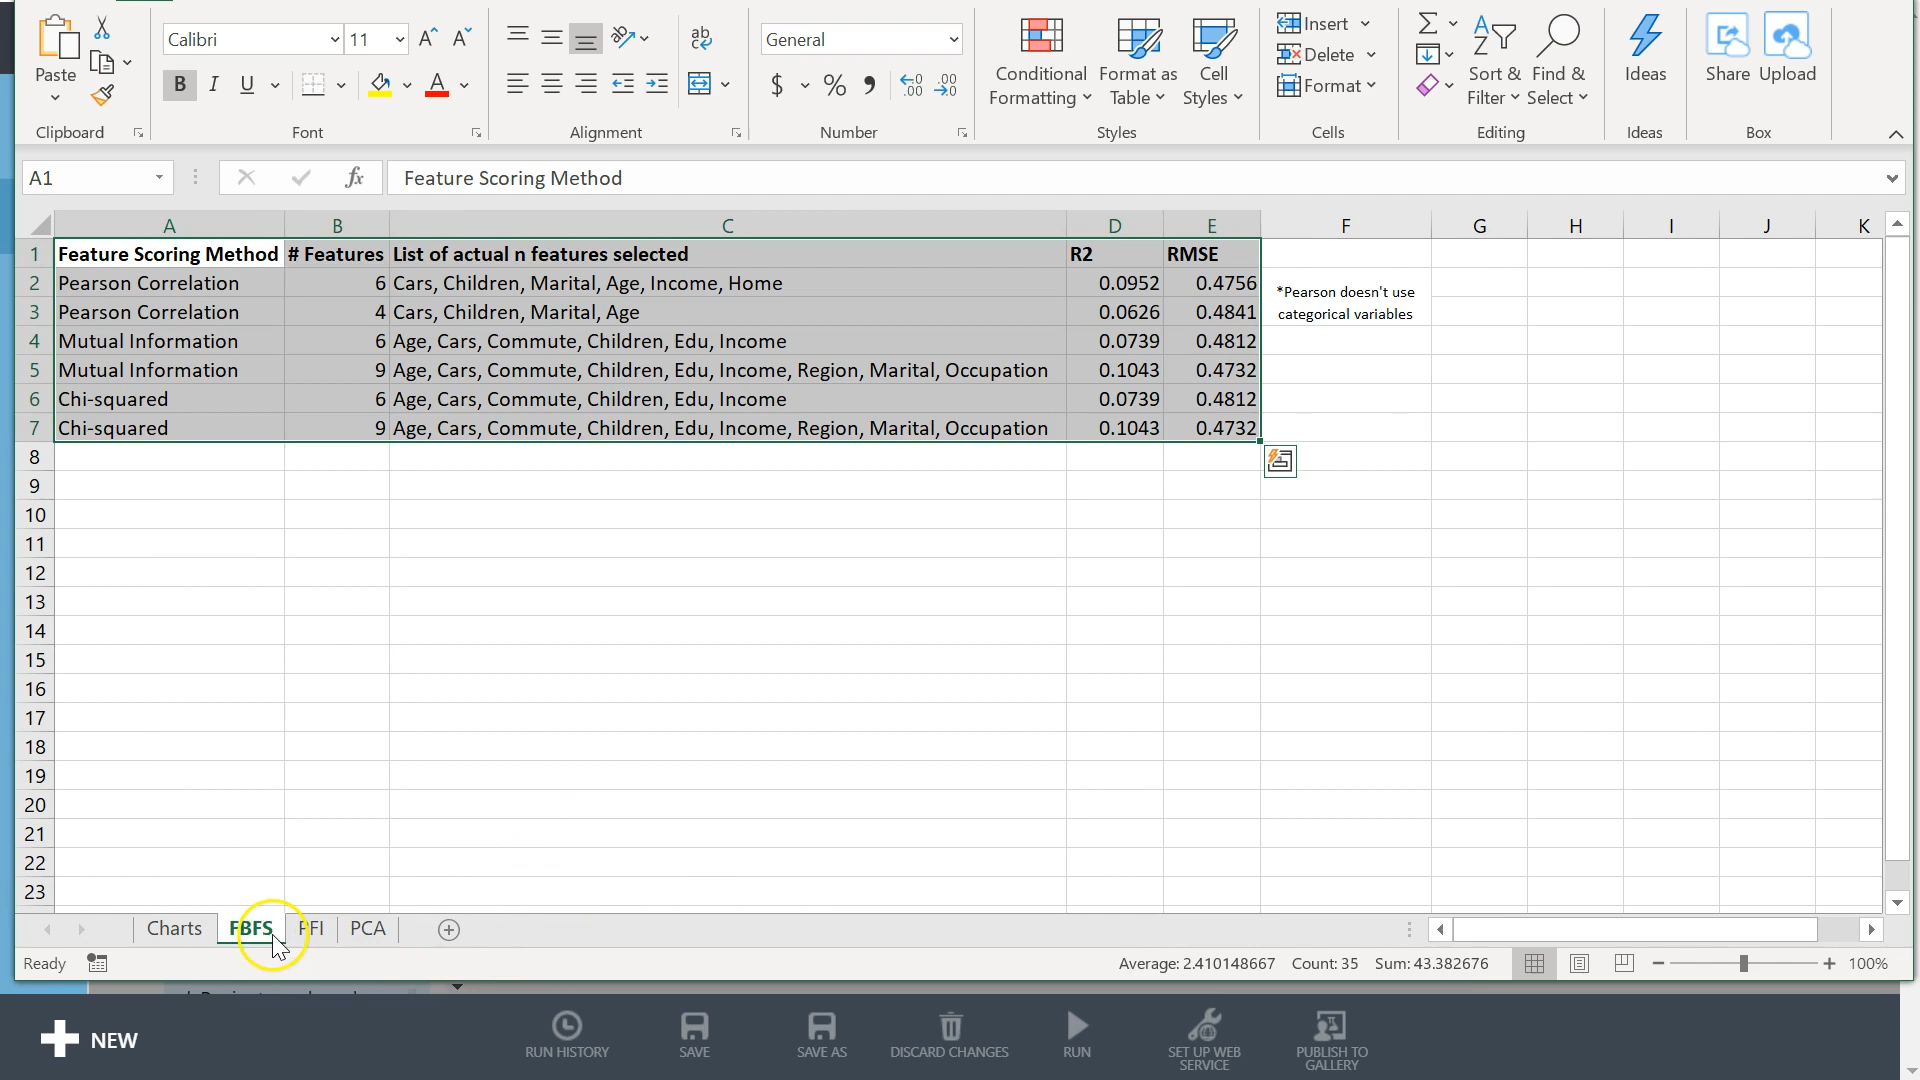 Calibri 11 General
Insert
Delete
Format
Paste
B I U A $ % 9
Conditional Formatting
Format as Table
Cell Styles
Sort & Filter
Find & Select
Ideas
Share Upload
Clipboard Font Alignment Number Styles Cells Editing Ideas Box
A1 fx Feature Scoring Method
A B C D E F G H I J K
1 Feature Scoring Method # Features List of actual n features selected R2 RMSE
2 Pearson Correlation 6 Cars, Children, Marital, Age, Income, Home 0.0952 0.4756
3 Pearson Correlation 4 Cars, Children, Marital, Age 0.0626 0.4841
*Pearson doesn't use
categorical variables
4 Mutual Information 6 Age, Cars, Commute, Children, Edu, Income 0.0739 0.4812
5 Mutual Information 9 Age, Cars, Commute, Children, Edu, Income, Region, Marital, Occupation 0.1043 0.4732
6 Chi-squared 6 Age, Cars, Commute, Children, Edu, Income 0.0739 0.4812
7 Chi-squared 9 Age, Cars, Commute, Children, Edu, Income, Region, Marital, Occupation 0.1043 0.4732
8
9
10
11
12
13
14
15
16
17
18
19
20
21
22
23
Charts FBFS PFI PCA
Ready Average: 2.410148667 Count: 35 Sum: 43.382676 100%
NEW
RUN HISTORY
SAVE
SAVE AS
DISCARD CHANGES
RUN
SET UP WEB
SERVICE
PUBLISH TO
GALLERY